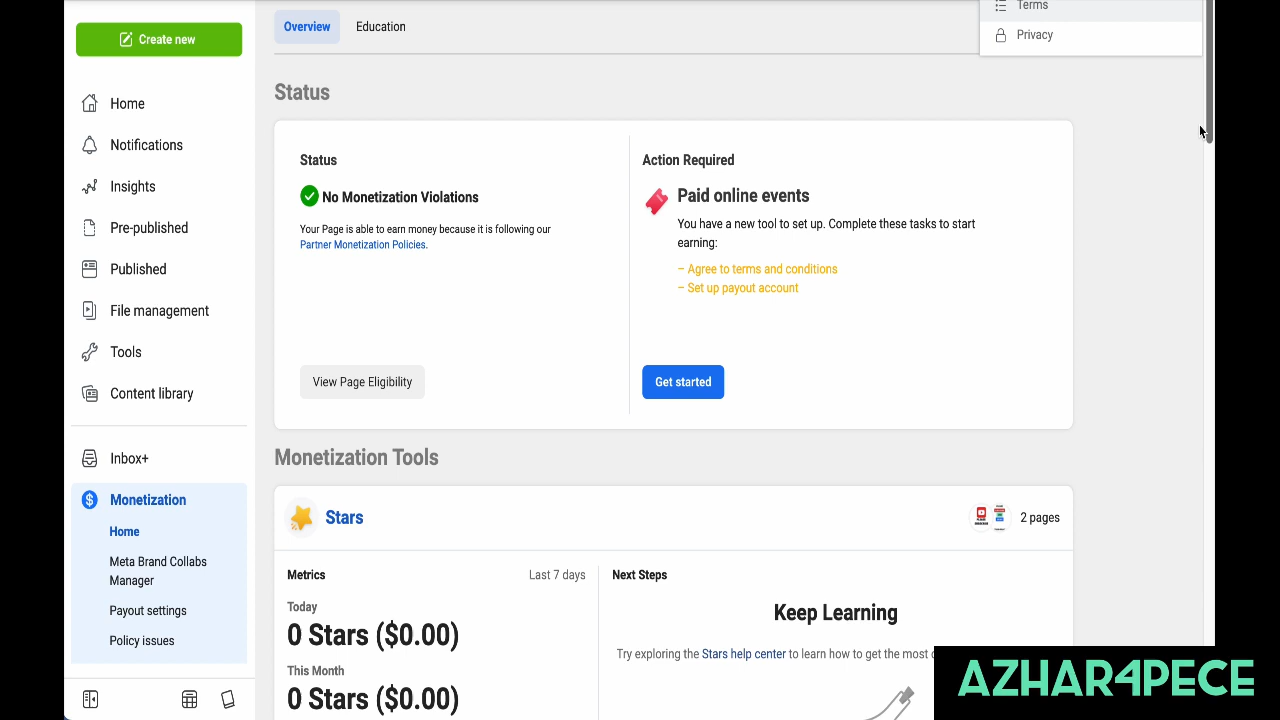 Terms
Privacy
Create new
Home
Notifications
Insights
Pre-published
Published
File management
Tools
Content library
Inbox+
Monetization
Home
Meta Brand Collabs
Manager
Payout settings
Policy issues
Overview
Education
Status
Status
No Monetization Violations
Your Page is able to earn money because it is following our
Partner Monetization Policies.
View Page Eligibility
Action Required
Paid online events
You have a new tool to set up. Complete these tasks to start
earning:
– Agree to terms and conditions
– Set up payout account
Get started
Monetization Tools
Stars
2 pages
Metrics
Last 7 days
Today
0 Stars ($0.00)
This Month
0 Stars ($0.00)
Next Steps
Keep Learning
Try exploring the Stars help center to learn how to get the most
AZHAR4PECE